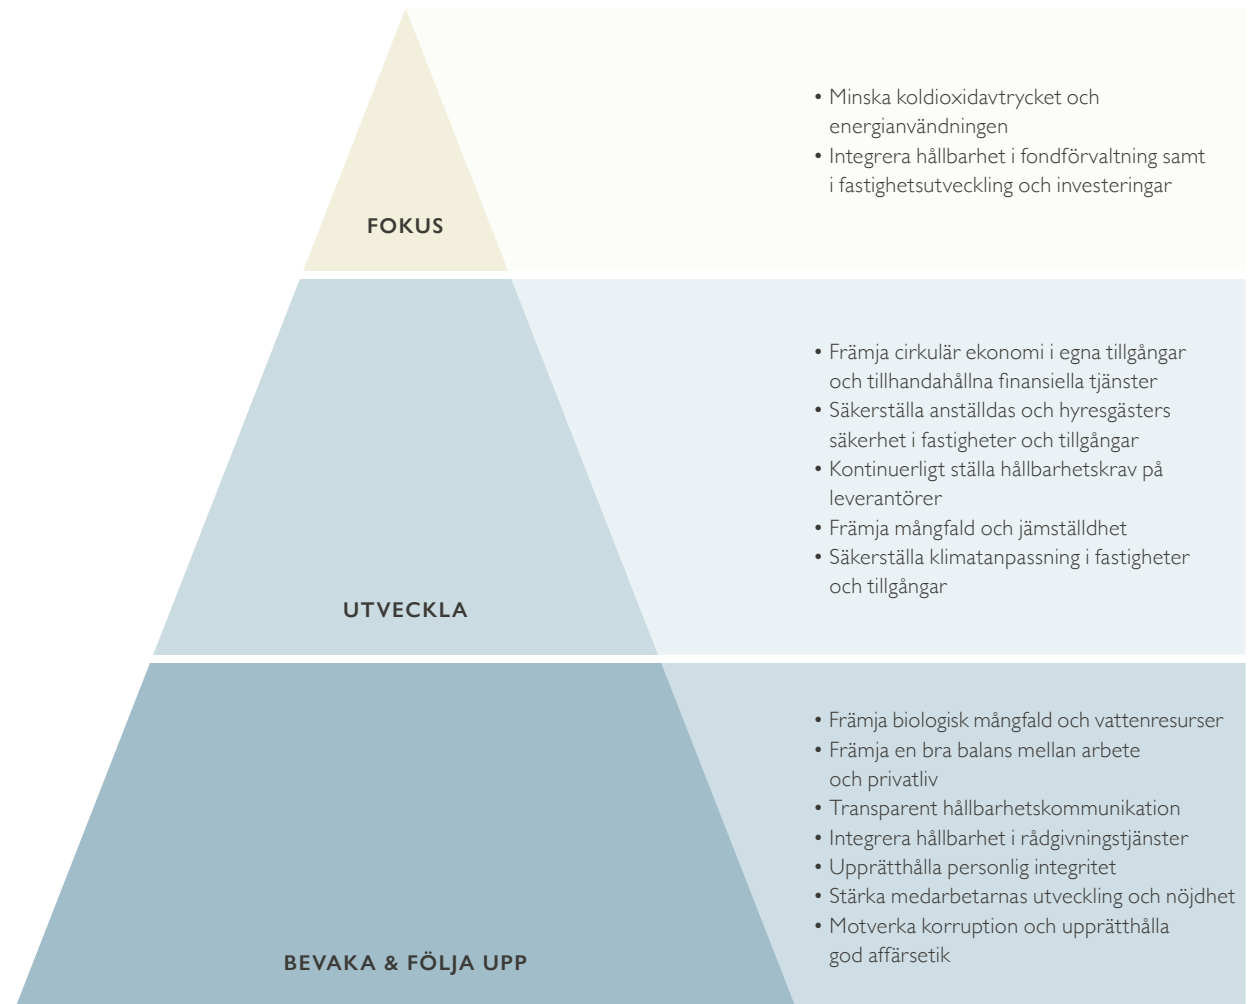 • Minska koldioxidavtrycket och
energianvändningen
• Integrera hållbarhet i fondförvaltning samt
i fastighetsutveckling och investeringar
FOKUS
• Främja cirkulär ekonomi i egna tillgångar
och tillhandahållna finansiella tjänster
• Säkerställa anställdas och hyresgästers
säkerhet i fastigheter och tillgångar
• Kontinuerligt ställa hållbarhetskrav på
leverantörer
• Främja mångfald och jämställdhet
• Säkerställa klimatanpassning i fastigheter
och tillgångar
UTVECKLA
• Främja biologisk mångfald och vattenresurser
• Främja en bra balans mellan arbete
och privatliv
• Transparent hållbarhetskommunikation
• Integrera hållbarhet i rådgivningstjänster
• Upprätthålla personlig integritet
• Stärka medarbetarnas utveckling och nöjdhet
• Motverka korruption och upprätthålla
god affärsetik
BEVAKA & FÖLJA UPP